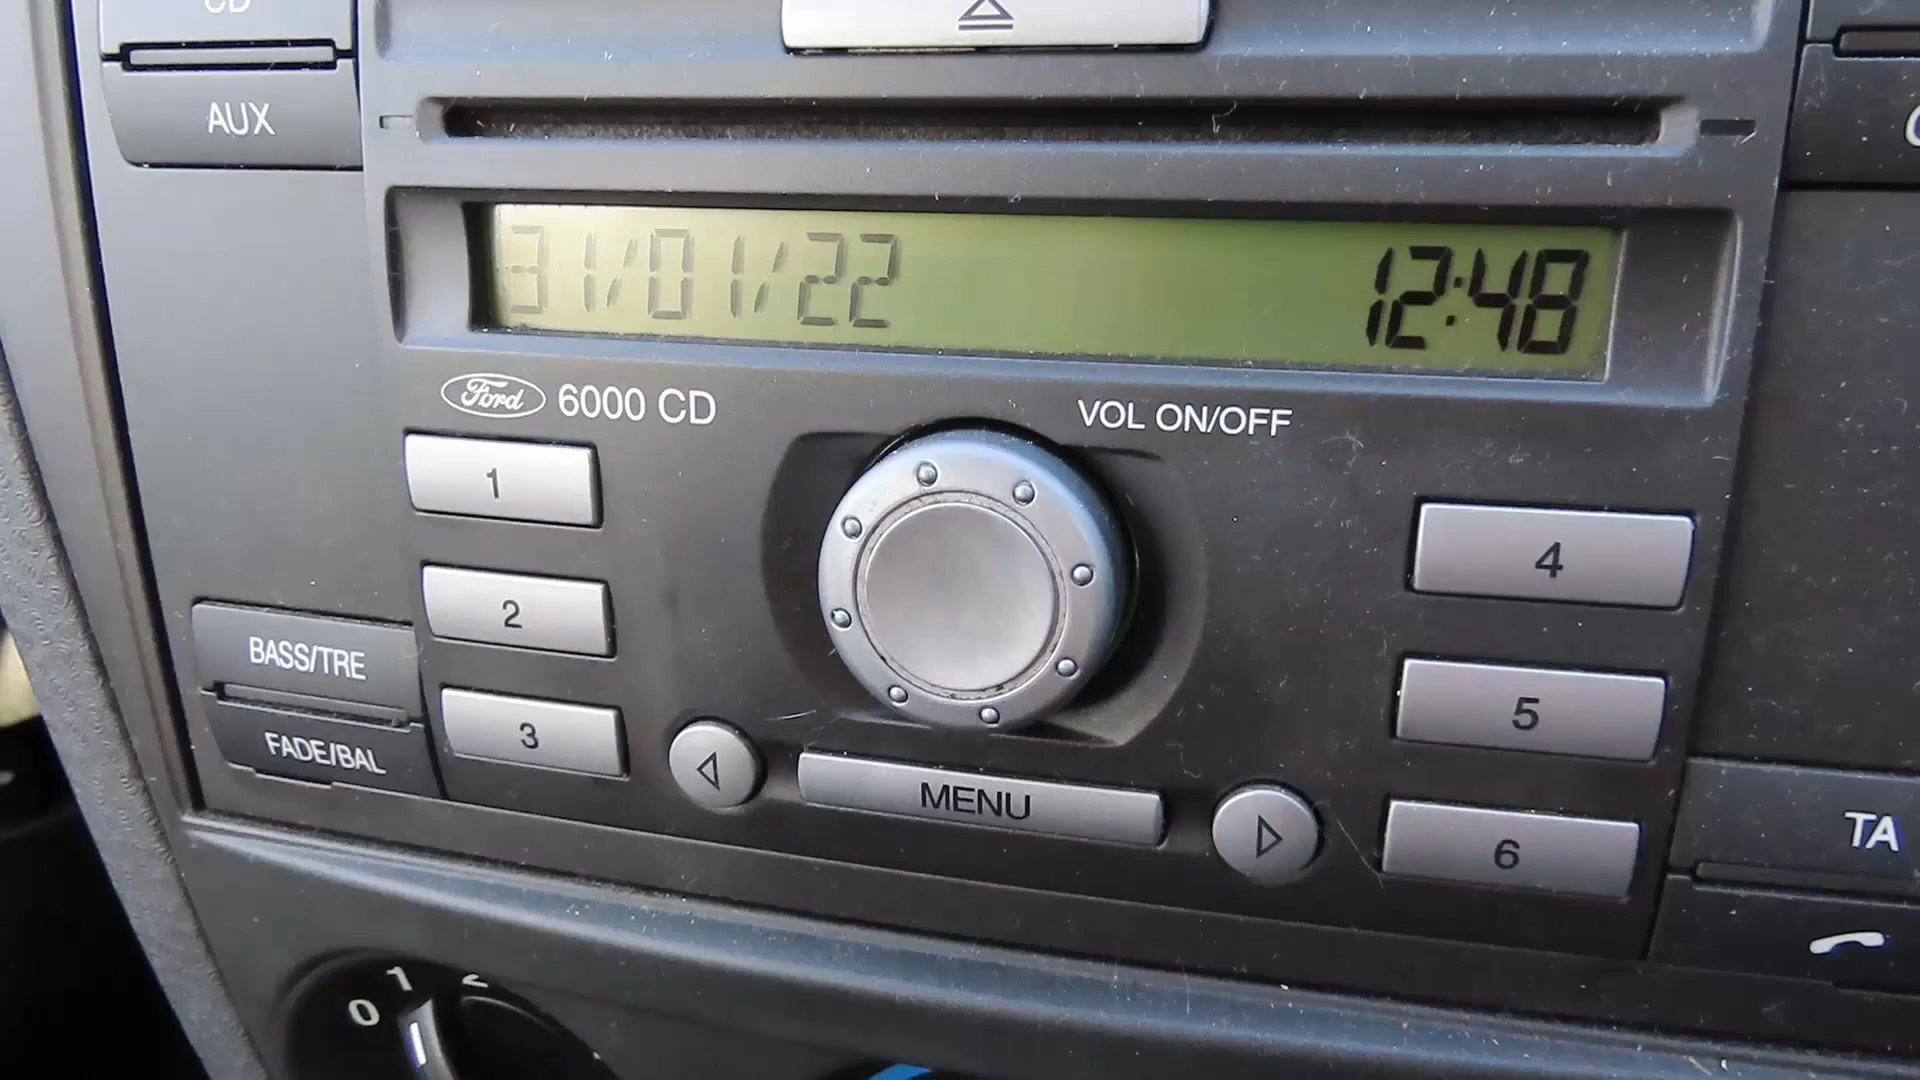 CD
AUX
31/01/22 12:48
Ford 6000 CD
VOL ON/OFF
1
4
2
BASS/TRE
5
3
FADE/BAL
MENU
6
TA
0 1 2